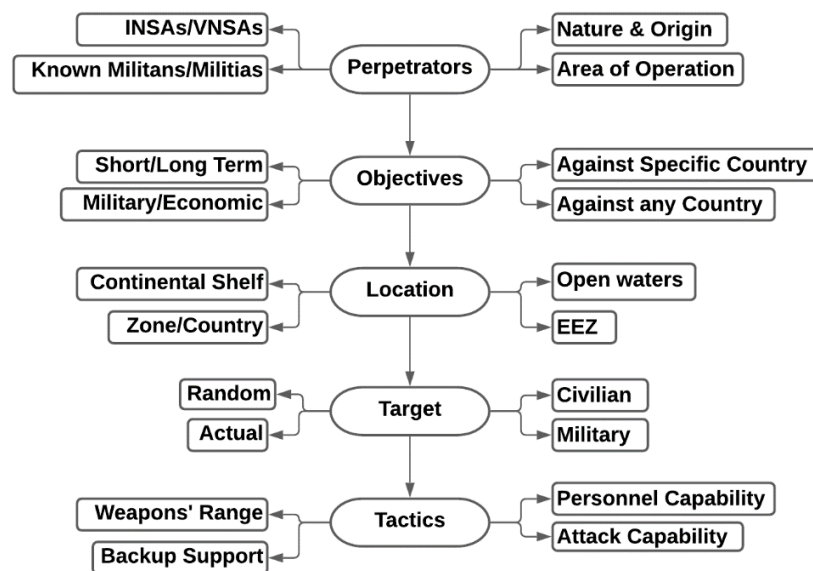 INSAs/VNSAs
Nature & Origin
Perpetrators
Known Militans/Militias
Area of Operation
Short/Long Term
Against Specific Country
Objectives
Military/Economic
Against any Country
Continental Shelf
Open waters
Location
Zone/Country
EEZ
Random
Civilian
Target
Actual
Military
Weapons' Range
Personnel Capability
Tactics
Backup Support
Attack Capability